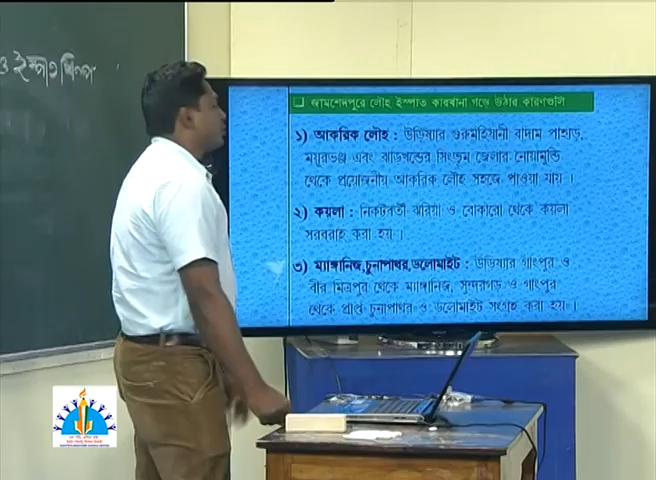 ও ইস্পাত শিল্প
জামশেদপুরে লৌহ ইস্পাত কারখানা গড়ে উঠার কারণগুলি
১) আকরিক লৌহ : উড়িষ্যার গুরুমহিষানী বাদাম পাহাড়,
ময়ূরভঞ্জ এবং ঝাড়খন্ডের সিংভূম জেলার নোয়ামুন্ডি
থেকে প্রয়োজনীয় আকরিক লৌহ সহজে পাওয়া যায় ।
২) কয়লা : নিকটবর্তী ঝরিয়া ও বোকারো থেকে কয়লা
সরবরাহ করা হয় ।
৩) ম্যাঙ্গানিজ,চুনাপাথর,ডলোমাইট : উড়িষ্যার গাংপুর ও
বীর মিত্রপুর থেকে ম্যাঙ্গানিজ, সুন্দরগড় ও গাংপুর
থেকে প্রাপ্ত চুনাপাথর ও ডলোমাইট সংগৃহ করা হয় ।